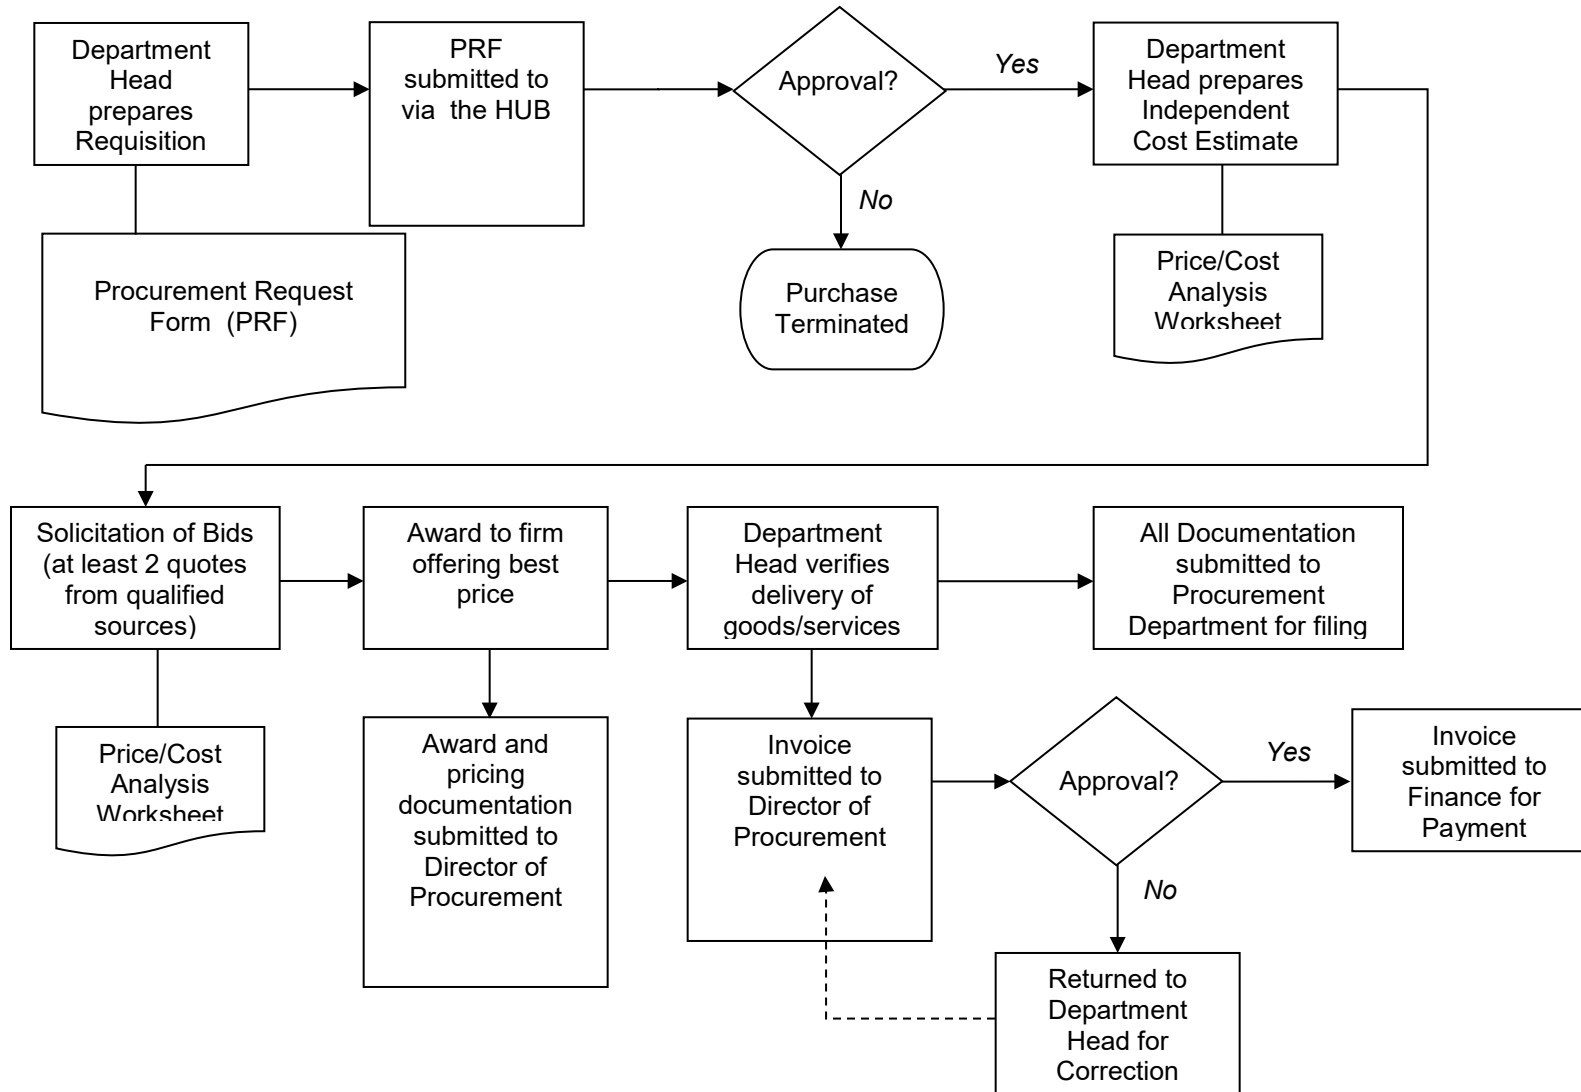 Department
Head
prepares
Requisition
PRF
submitted to
via the HUB
Approval?
Yes
Department
Head prepares
Independent
Cost Estimate
No
Procurement Request
Form (PRF)
Purchase
Terminated
Price/Cost
Analysis
Worksheet
Solicitation of Bids
(at least 2 quotes
from qualified
sources)
Award to firm
offering best
price
Department
Head verifies
delivery of
goods/services
All Documentation
submitted to
Procurement
Department for filing
Price/Cost
Analysis
Worksheet
Award and
pricing
documentation
submitted to
Director of
Procurement
Invoice
submitted to
Director of
Procurement
Approval?
Yes
Invoice
submitted to
Finance for
Payment
No
Returned to
Department
Head for
Correction